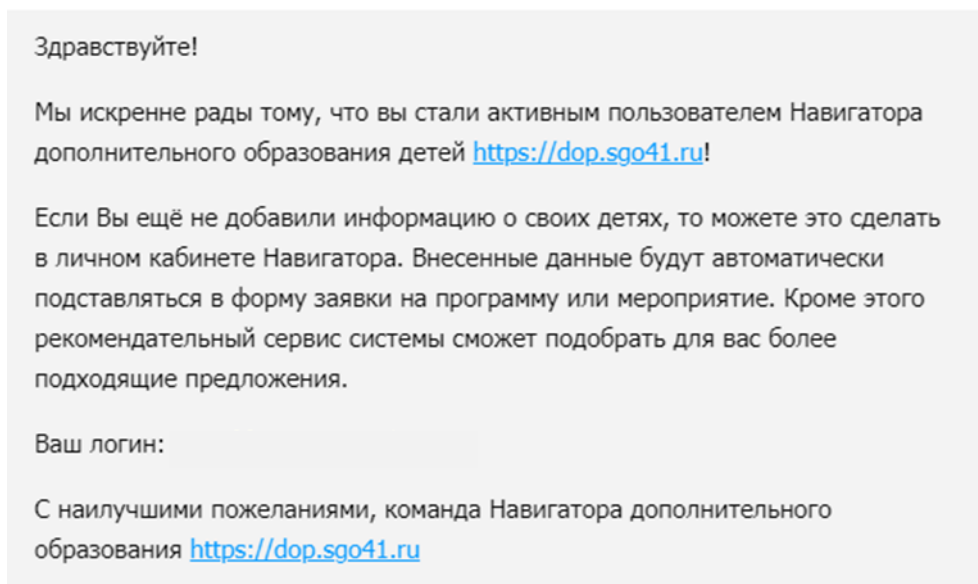 Здравствуйте!
Мы искренне рады тому, что вы стали активным пользователем Навигатора
дополнительного образования детей https://dop.sgo41.ru!
Если Вы ещё не добавили информацию о своих детях, то можете это сделать
в личном кабинете Навигатора. Внесенные данные будут автоматически
подставляться в форму заявки на программу или мероприятие. Кроме этого
рекомендательный сервис системы сможет подобрать для вас более
подходящие предложения.
Ваш логин:
С наилучшими пожеланиями, команда Навигатора дополнительного
образования https://dop.sgo41.ru